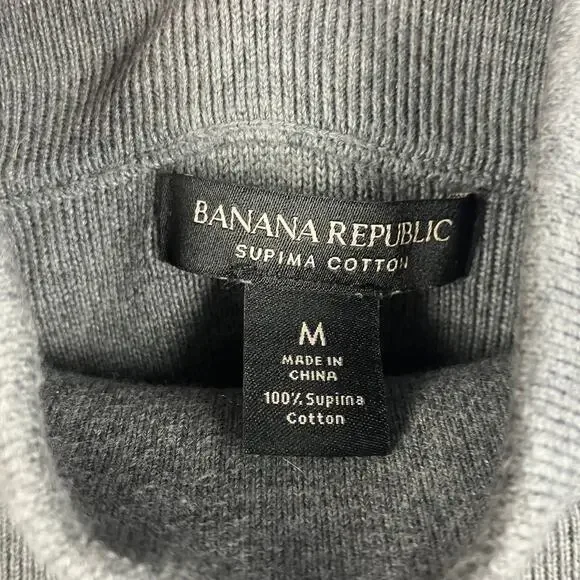 BANANA REPUBLIC
SUPIMA COTTON
M
MADE IN
CHINA
100% Supima
Cotton